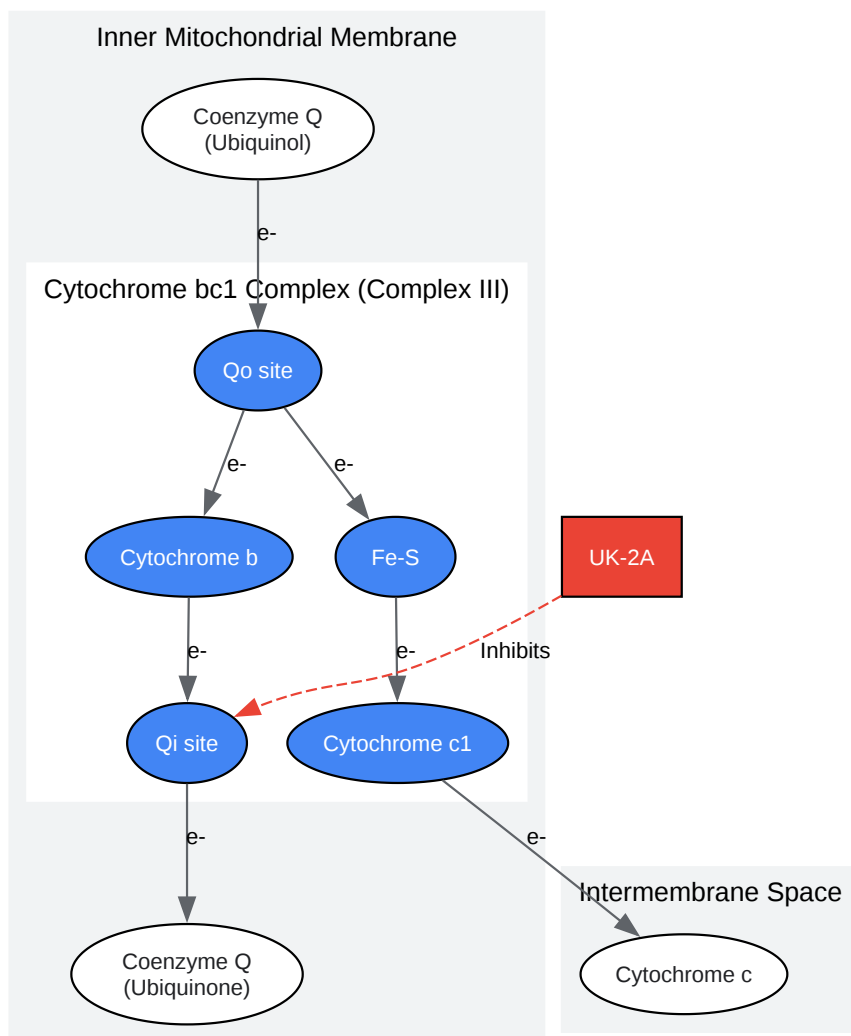 Inner Mitochondrial Membrane
Coenzyme Q
(Ubiquinol)
e-
Cytochrome bc1 Complex (Complex III)
Qo site
e-
e-
Cytochrome b
Fe-S
UK-2A
e-
e-
Inhibits
Qi site
Cytochrome c1
e-
e-
Intermembrane Space
Coenzyme Q
(Ubiquinone)
Cytochrome c